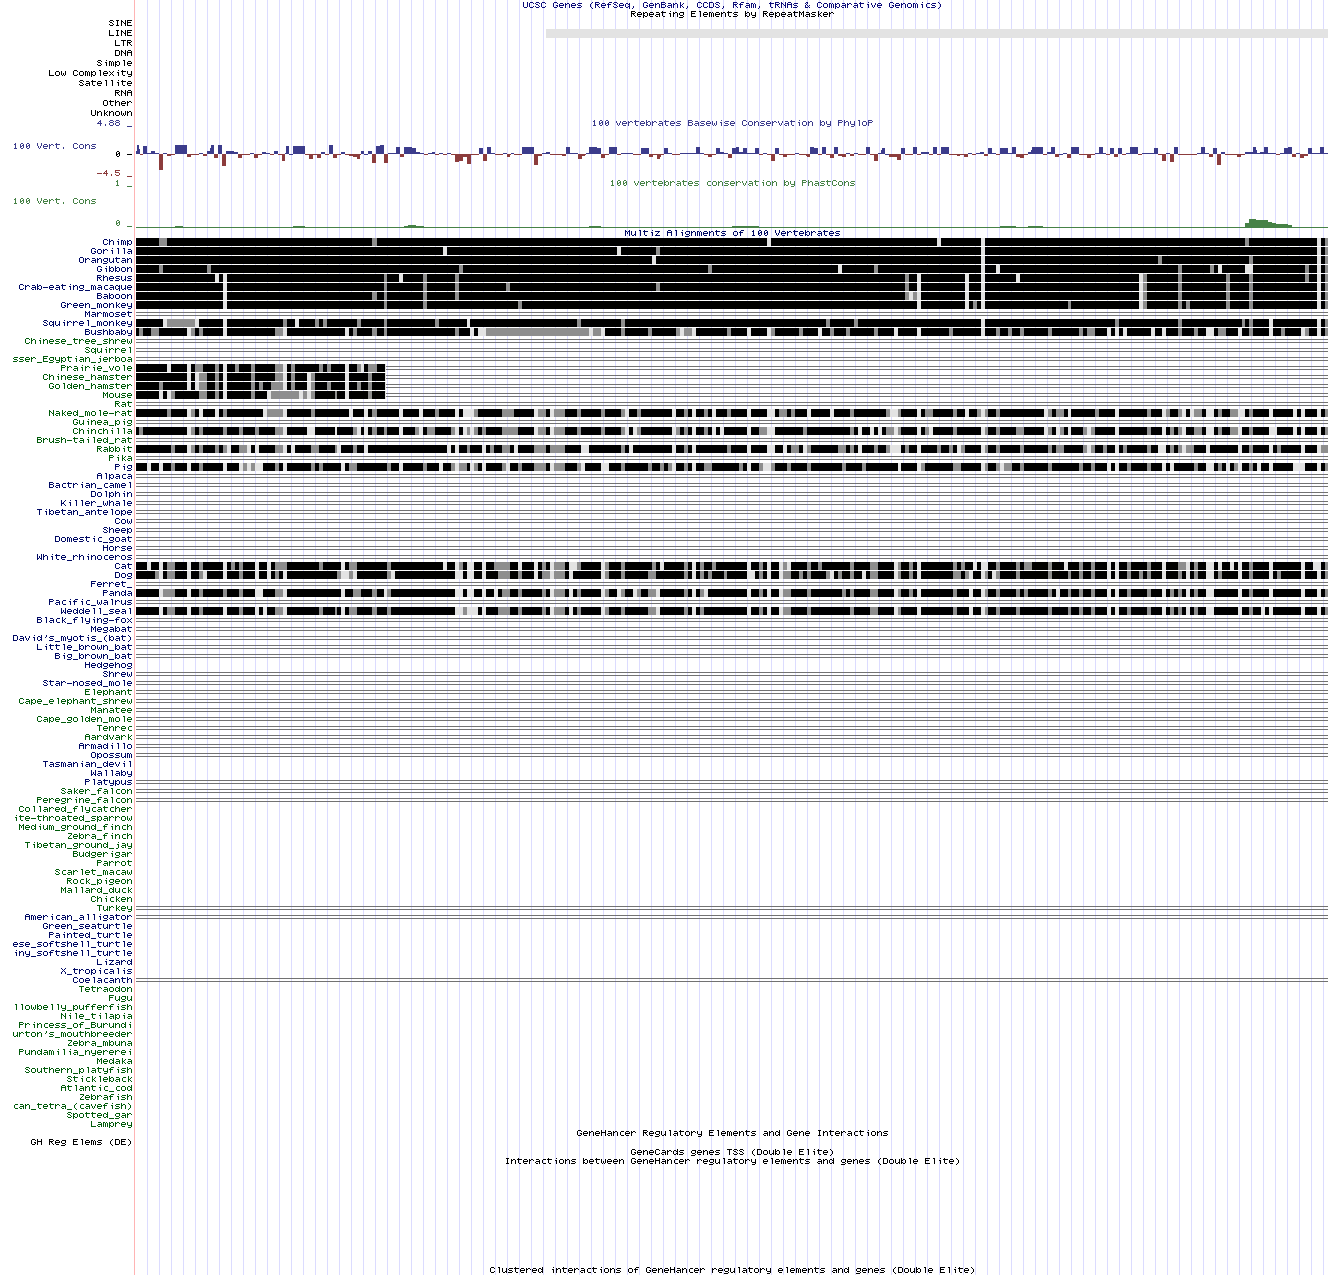 UCSC Genes (RefSeq, GenBank, CCDS, Rfam, tRNAs & Comparative Genomics)
Repeating Elements by RepeatMasker
SINE
LINE
LTR
DNA
Simple
Low Complexity
Satellite
RNA
Other
Unknown
4.88 _
100 vertebrates Basewise Conservation by PhyloP
100 Vert. Cons
0 _
-4.5 _
100 vertebrates conservation by PhastCons
1 _
100 Vert. Cons
0 _
Multiz Alignments of 100 Vertebrates
Chimp
Gorilla
Orangutan
Gibbon
Rhesus
Crab-eating_macaque
Baboon
Green_monkey
Marmoset
Squirrel_monkey
Bushbaby
Chinese_tree_shrew
Squirrel
sser_Egyptian_jerboa
Prairie_vole
Chinese_hamster
Golden_hamster
Mouse
Rat
Naked_mole-rat
Guinea_pig
Chinchilla
Brush-tailed_rat
Rabbit
Pika
Pig
Alpaca
Bactrian_camel
Dolphin
Killer_whale
Tibetan_antelope
Cow
Sheep
Domestic_goat
Horse
White_rhinoceros
Cat
Dog
Ferret_
Panda
Pacific_walrus
Weddell_seal
Black_flying-fox
Megabat
David's_myotis_(bat)
Little_brown_bat
Big_brown_bat
Hedgehog
Shrew
Star-nosed_mole
Elephant
Cape_elephant_shrew
Manatee
Cape_golden_mole
Tenrec
Aardvark
Armadillo
Opossum
Tasmanian_devil
Wallaby
Platypus
Saker_falcon
Peregrine_falcon
Collared_flycatcher
ite-throated_sparrow
Medium_ground_finch
Zebra_finch
Tibetan_ground_jay
Budgerigar
Parrot
Scarlet_macaw
Rock_pigeon
Mallard_duck
Chicken
Turkey
American_alligator
Green_seaturtle
Painted_turtle
ese_softshell_turtle
iny_softshell_turtle
Lizard
X_tropicalis
Coelacanth
Tetraodon
Fugu
llowbelly_pufferfish
Nile_tilapia
Princess_of_Burundi
urton's_mouthbreeder
Zebra_mbuna
Pundamilia_nyererei
Medaka
Southern_platyfish
Stickleback
Atlantic_cod
Zebrafish
can_tetra_(cavefish)
Spotted_gar
Lamprey
GeneHancer Regulatory Elements and Gene Interactions
GH Reg Elems (DE)
GeneCards genes TSS (Double Elite)
Interactions between GeneHancer regulatory elements and genes (Double Elite)
Clustered interactions of GeneHancer regulatory elements and genes (Double Elite)